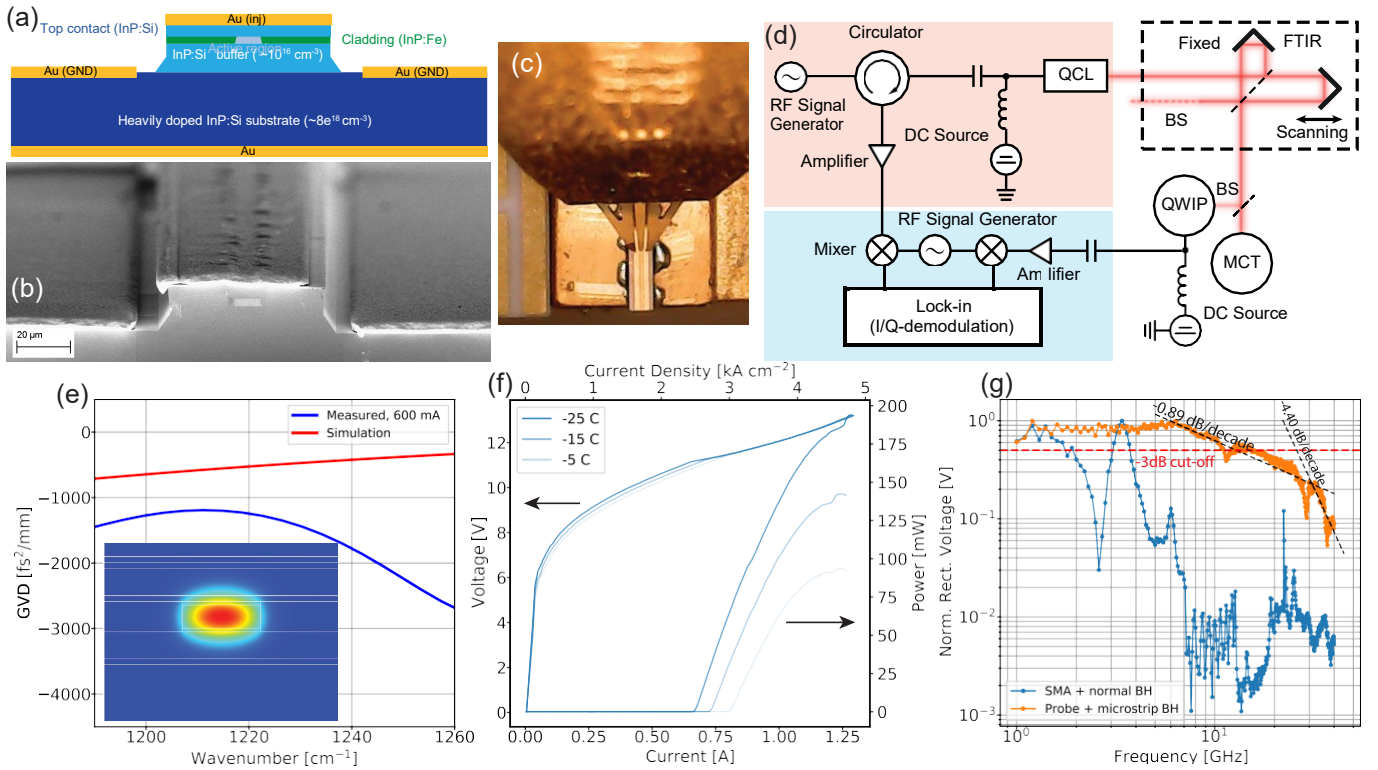 (a)
Au (inj)
Top contact (InP:Si)
Cladding (InP:Fe)
Active region
InP:Si buffer (~10¹⁶ cm⁻³)
Au (GND)
Au (GND)
Heavily doped InP:Si substrate (~8e¹⁸ cm⁻³)
Au
(b)
20 µm
(c)
(d)
Circulator
RF Signal
Generator
QCL
DC Source
Amplifier
Fixed
FTIR
BS
Scanning
RF Signal Generator
Mixer
Am lifier
Lock-in
(I/Q-demodulation)
QWIP
BS
MCT
DC Source
(e)
Measured, 600 mA
Simulation
GVD [fs²/mm]
0
−1000
−2000
−3000
−4000
1200
1220
1240
1260
Wavenumber [cm⁻¹]
(f)
Current Density [kA cm⁻²]
0
1
2
3
4
5
-25 C
-15 C
-5 C
Voltage [V]
12
10
8
6
4
2
0
Power [mW]
200
175
150
125
100
75
50
25
0
0.00
0.25
0.50
0.75
1.00
1.25
Current [A]
(g)
-0.89 dB/decade
-4.40 dB/decade
-3dB cut-off
Norm. Rect. Voltage [V]
10⁰
10⁻¹
10⁻²
10⁻³
SMA + normal BH
Probe + microstrip BH
10⁰
10¹
Frequency [GHz]